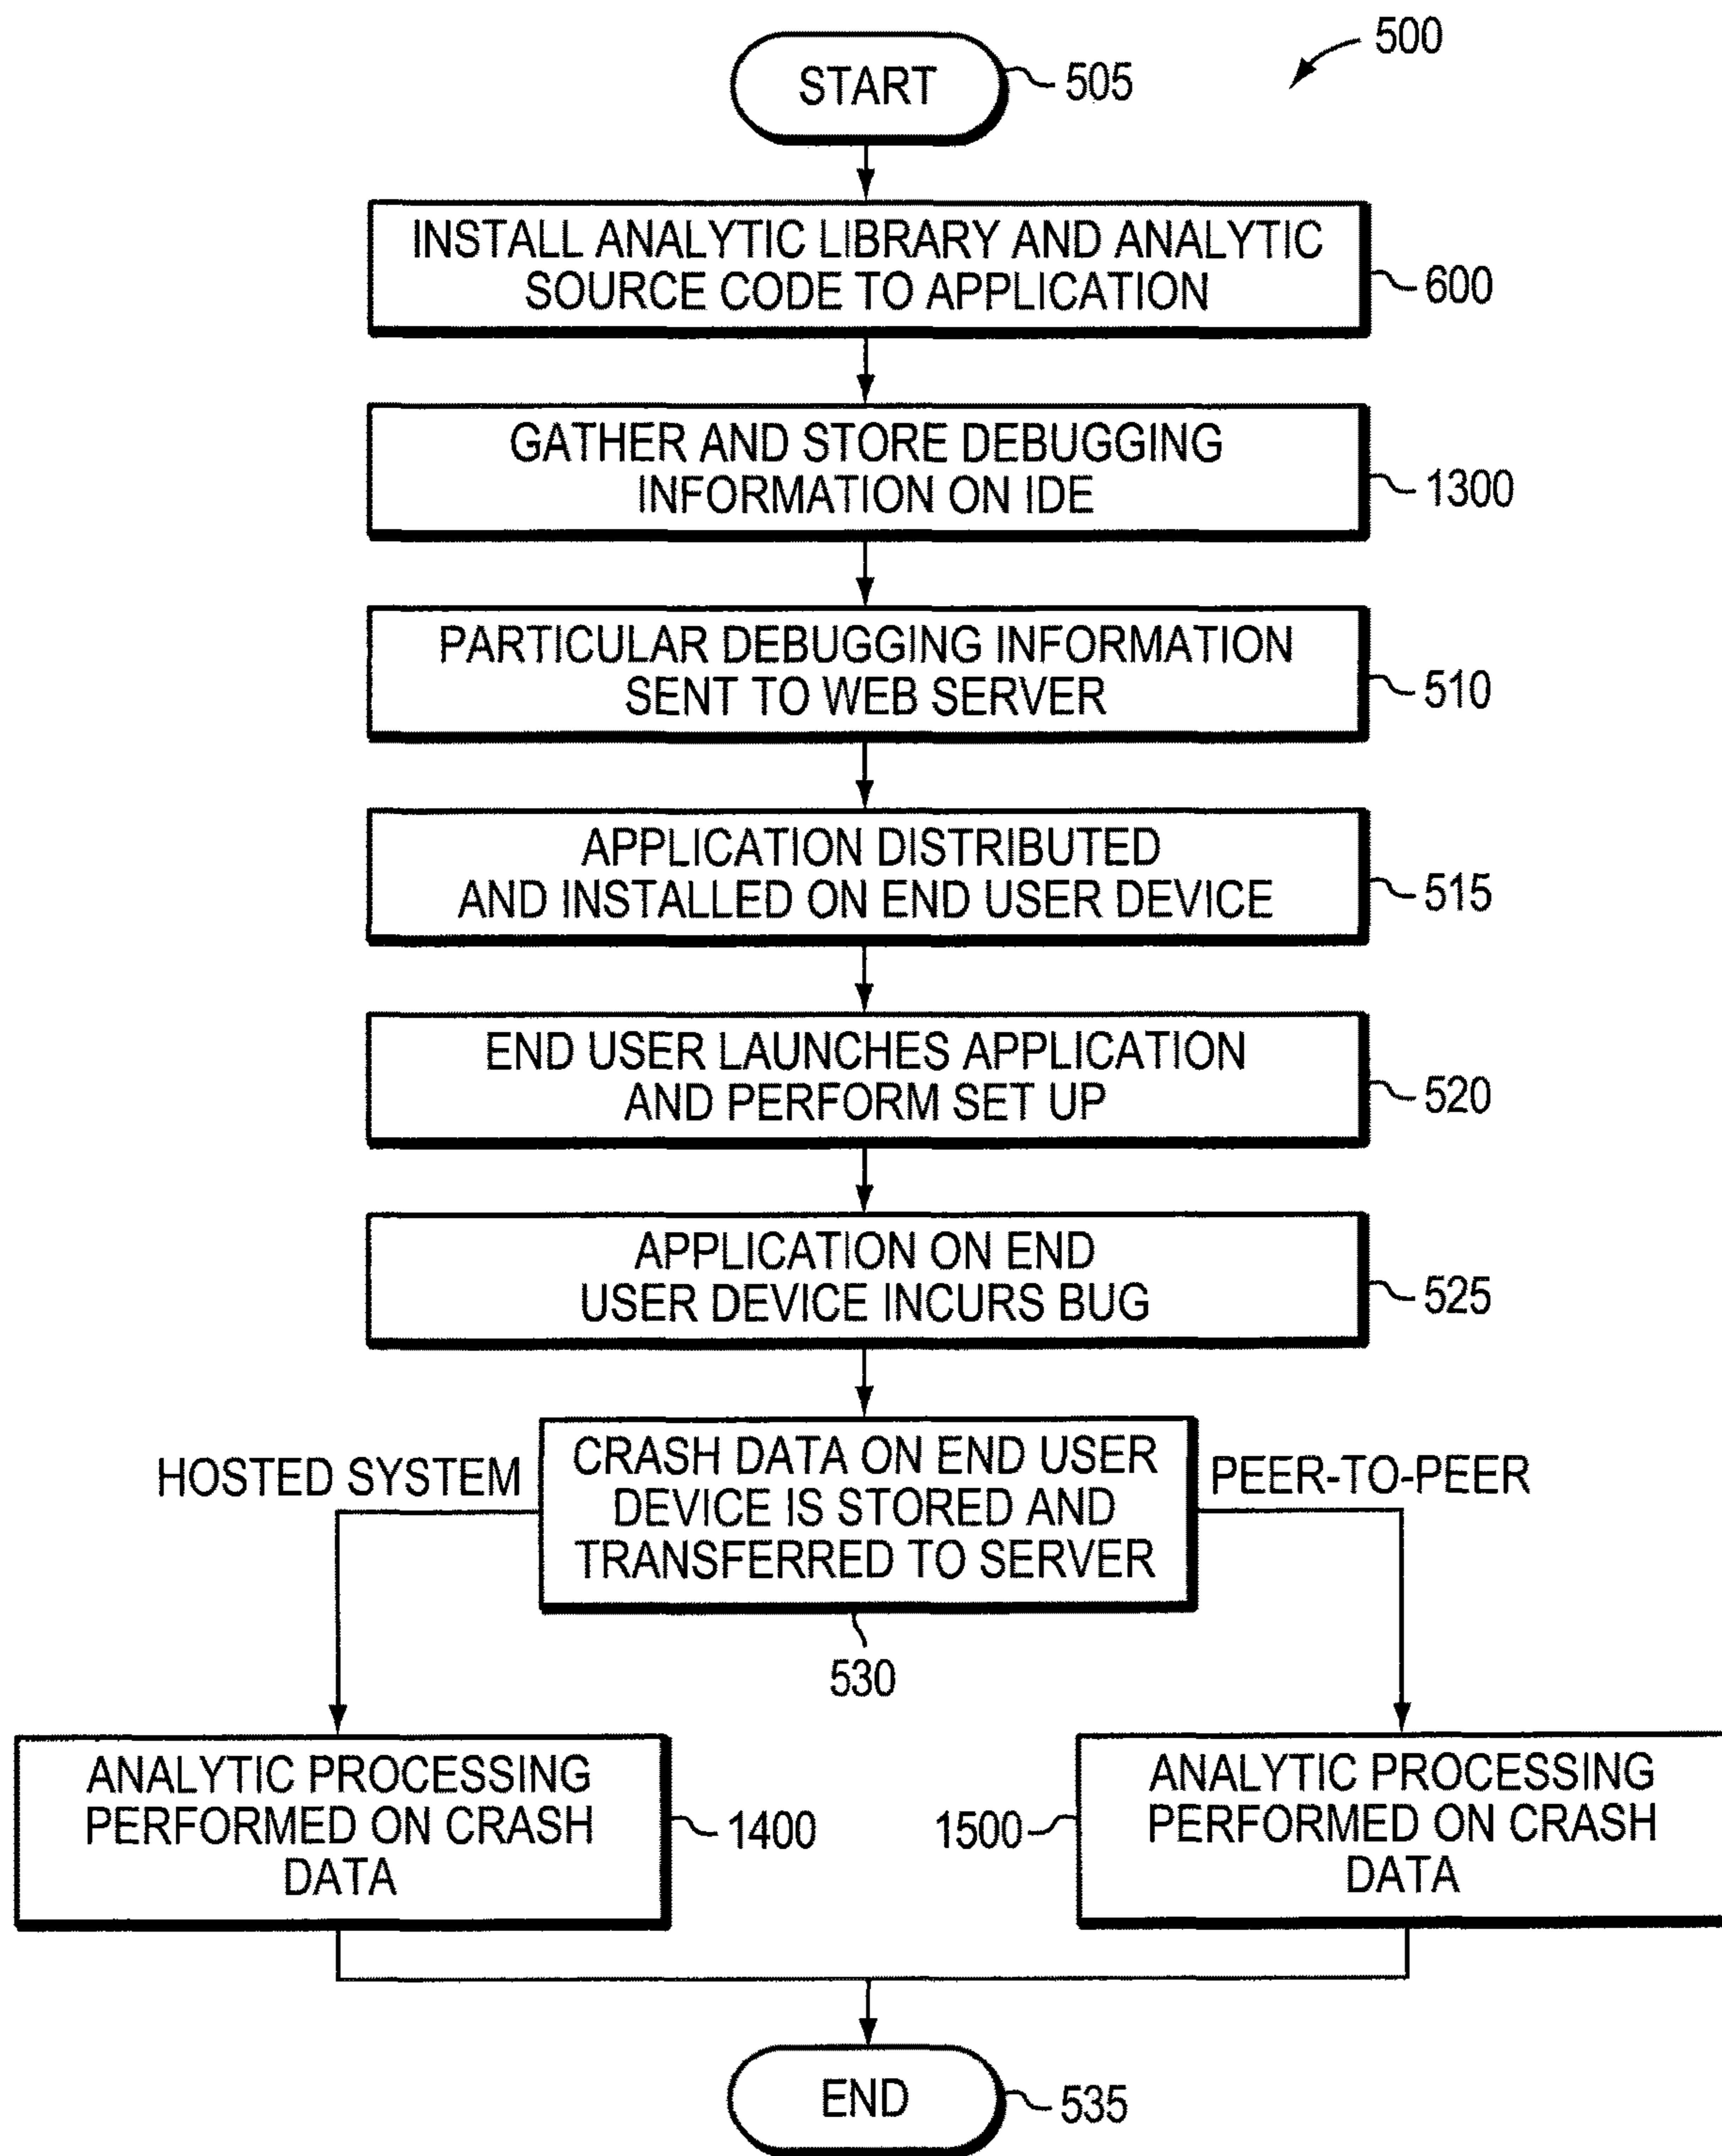 500
START
505
INSTALL ANALYTIC LIBRARY AND ANALYTIC
SOURCE CODE TO APPLICATION
600
GATHER AND STORE DEBUGGING
INFORMATION ON IDE
1300
PARTICULAR DEBUGGING INFORMATION
SENT TO WEB SERVER
510
APPLICATION DISTRIBUTED
AND INSTALLED ON END USER DEVICE
515
END USER LAUNCHES APPLICATION
AND PERFORM SET UP
520
APPLICATION ON END
USER DEVICE INCURS BUG
525
HOSTED SYSTEM
CRASH DATA ON END USER
DEVICE IS STORED AND
TRANSFERRED TO SERVER
PEER-TO-PEER
530
ANALYTIC PROCESSING
PERFORMED ON CRASH
DATA
1400
1500
ANALYTIC PROCESSING
PERFORMED ON CRASH
DATA
END
535